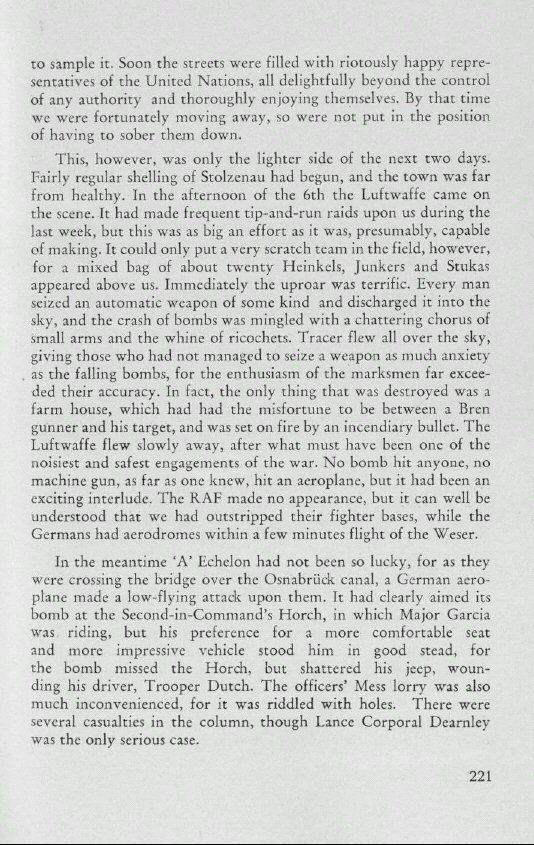 to sample it. Soon the streets were filled with riotously happy repre-
sentatives of the United Nations, all delightfully beyond the control
of any authority and thoroughly enjoying themselves. By that time
we were fortunately moving away, so were not put in the position
of having to sober them down.
This, however, was only the lighter side of the next two days.
Fairly regular shelling of Stolzenau had begun, and the town was far
from healthy. In the afternoon of the 6th the Luftwaffe came on
the scene. It had made frequent tip-and-run raids upon us during the
last week, but this was as big an effort as it was, presumably, capable
of making. It could only put a very scratch team in the field, however,
for a mixed bag of about twenty Heinkels, Junkers and Stukas
appeared above us. Immediately the uproar was terrific. Every man
seized an automatic weapon of some kind and discharged it into the
sky, and the crash of bombs was mingled with a chattering chorus of
small arms and the whine of ricochets. Tracer flew all over the sky,
giving those who had not managed to seize a weapon as much anxiety
as the falling bombs, for the enthusiasm of the marksmen far excee-
ded their accuracy. In fact, the only thing that was destroyed was a
farm house, which had had the misfortune to be between a Bren
gunner and his target, and was set on fire by an incendiary bullet. The
Luftwaffe flew slowly away, after what must have been one of the
noisiest and safest engagements of the war. No bomb hit anyone, no
machine gun, as far as one knew, hit an aeroplane, but it had been an
exciting interlude. The RAF made no appearance, but it can well be
understood that we had outstripped their fighter bases, while the
Germans had aerodromes within a few minutes flight of the Weser.
In the meantime ‘A’ Echelon had not been so lucky, for as they
were crossing the bridge over the Osnabrück canal, a German aero-
plane made a low-flying attack upon them. It had clearly aimed its
bomb at the Second-in-Command's Horch, in which Major Garcia
was riding, but his preference for a more comfortable seat
and more impressive vehicle stood him in good stead, for
the bomb missed the Horch, but shattered his jeep, woun-
ding his driver, Trooper Dutch. The officers' Mess lorry was also
much inconvenienced, for it was riddled with holes. There were
several casualties in the column, though Lance Corporal Dearnley
was the only serious case.
221